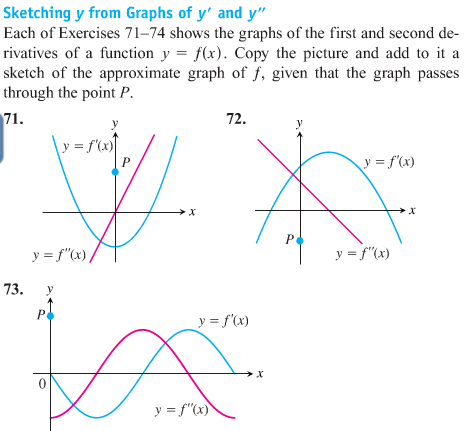 Sketching y from Graphs of y′ and y″
Each of Exercises 71–74 shows the graphs of the first and second de-
rivatives of a function y = f(x). Copy the picture and add to it a
sketch of the approximate graph of f, given that the graph passes
through the point P.
71.
y
y = f′(x)
P
x
y = f″(x)
72.
y
y = f′(x)
x
P
y = f″(x)
73.
y
P
y = f′(x)
x
0
y = f″(x)